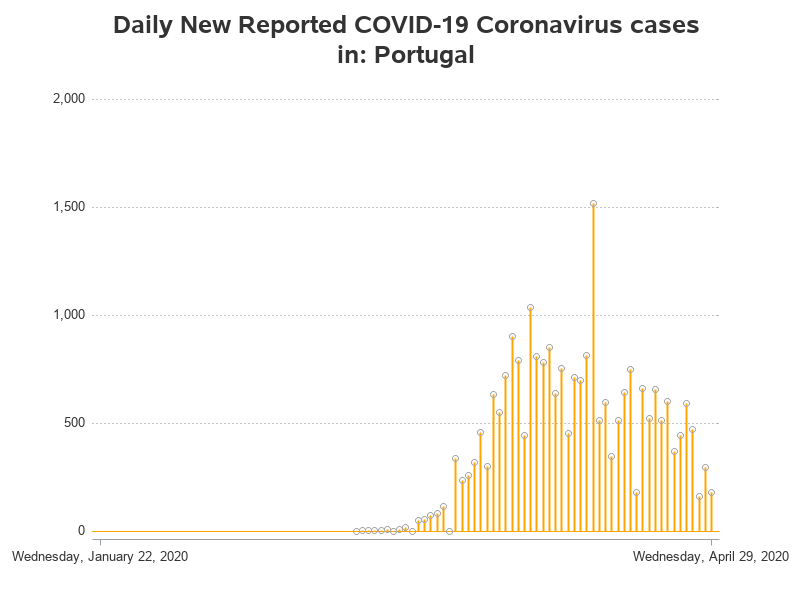 Daily New Reported COVID-19 Coronavirus cases
in: Portugal
2,000
1,500
1,000
500
0
Wednesday, January 22, 2020
Wednesday, April 29, 2020